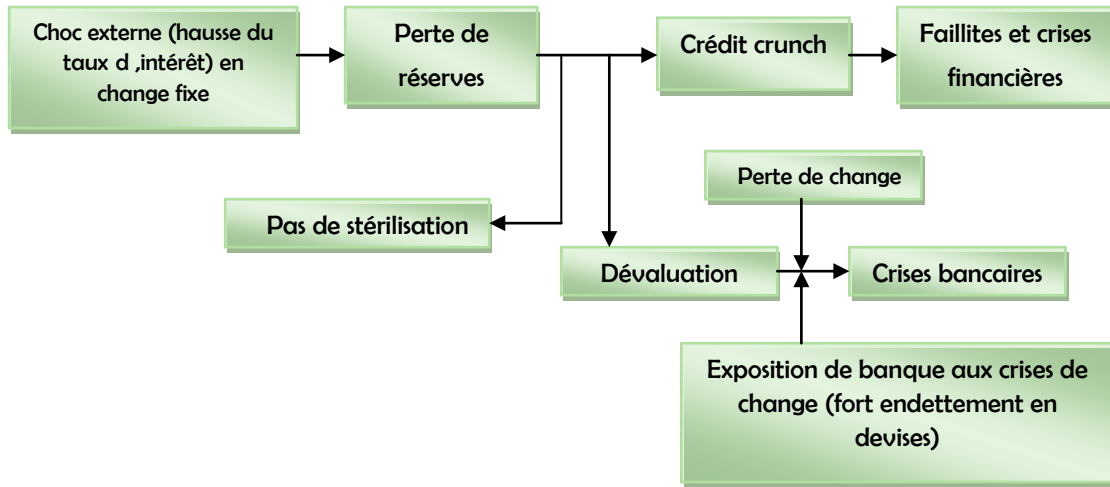 Choc externe (hausse du
taux d ,intérêt) en
change fixe
Perte de
réserves
Crédit crunch
Faillites et crises
financières
Perte de change
Pas de stérilisation
Dévaluation
Crises bancaires
Exposition de banque aux crises de
change (fort endettement en
devises)